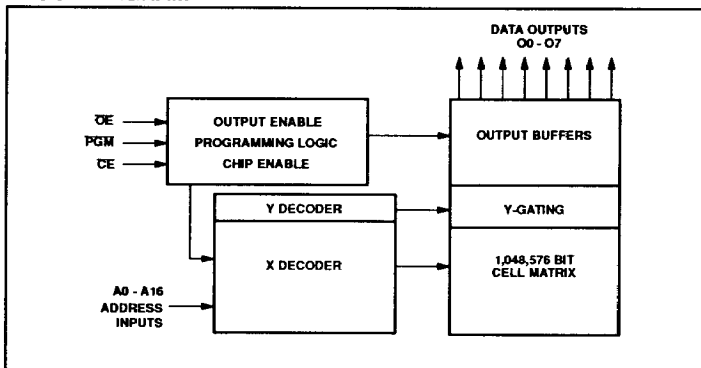 DATA OUTPUTS
O0 - O7
OE
PGM
CE
OUTPUT ENABLE
PROGRAMMING LOGIC
CHIP ENABLE
OUTPUT BUFFERS
Y DECODER
Y-GATING
X DECODER
1,048,576 BIT
CELL MATRIX
A0 - A16
ADDRESS
INPUTS